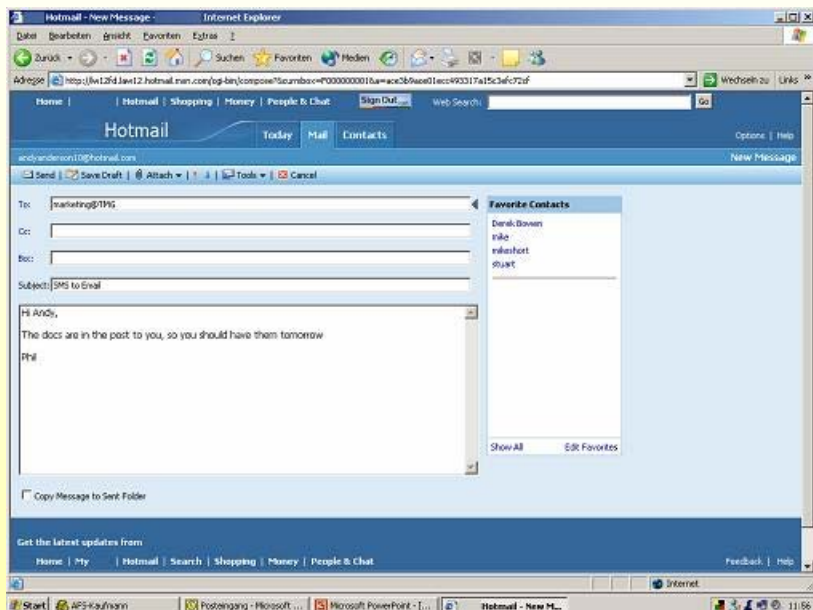 Hotmail - New Message - Internet Explorer
Datei Bearbeiten Ansicht Favoriten Extras ?
Zurück Suchen Favoriten Medien
Adresse Wechseln zu Links »
Home | | Hotmail | Shopping | Money | People & Chat Sign Out Web Search: Go
Hotmail Today Mail Contacts Options | Help
andyanderson10@hotmail.com New Message
Send | Save Draft | Attach | Tools | Cancel
To: marketing@TMG
Cc:
Bcc:
Subject: SMS to Email
Favorite Contacts
Derek Bowen
mike
mikeshort
stuart
Hi Andy,
The docs are in the post to you, so you should have them tomorrow
Phil
Show All Edit Favorites
Copy Message to Sent Folder
Get the latest updates from
Home | My | Hotmail | Search | Shopping | Money | People & Chat Feedback | Help
Internet
Start APS-Kaufmann Posteingang - Microsoft ... Microsoft PowerPoint - [... Hotmail - New M... 11:56